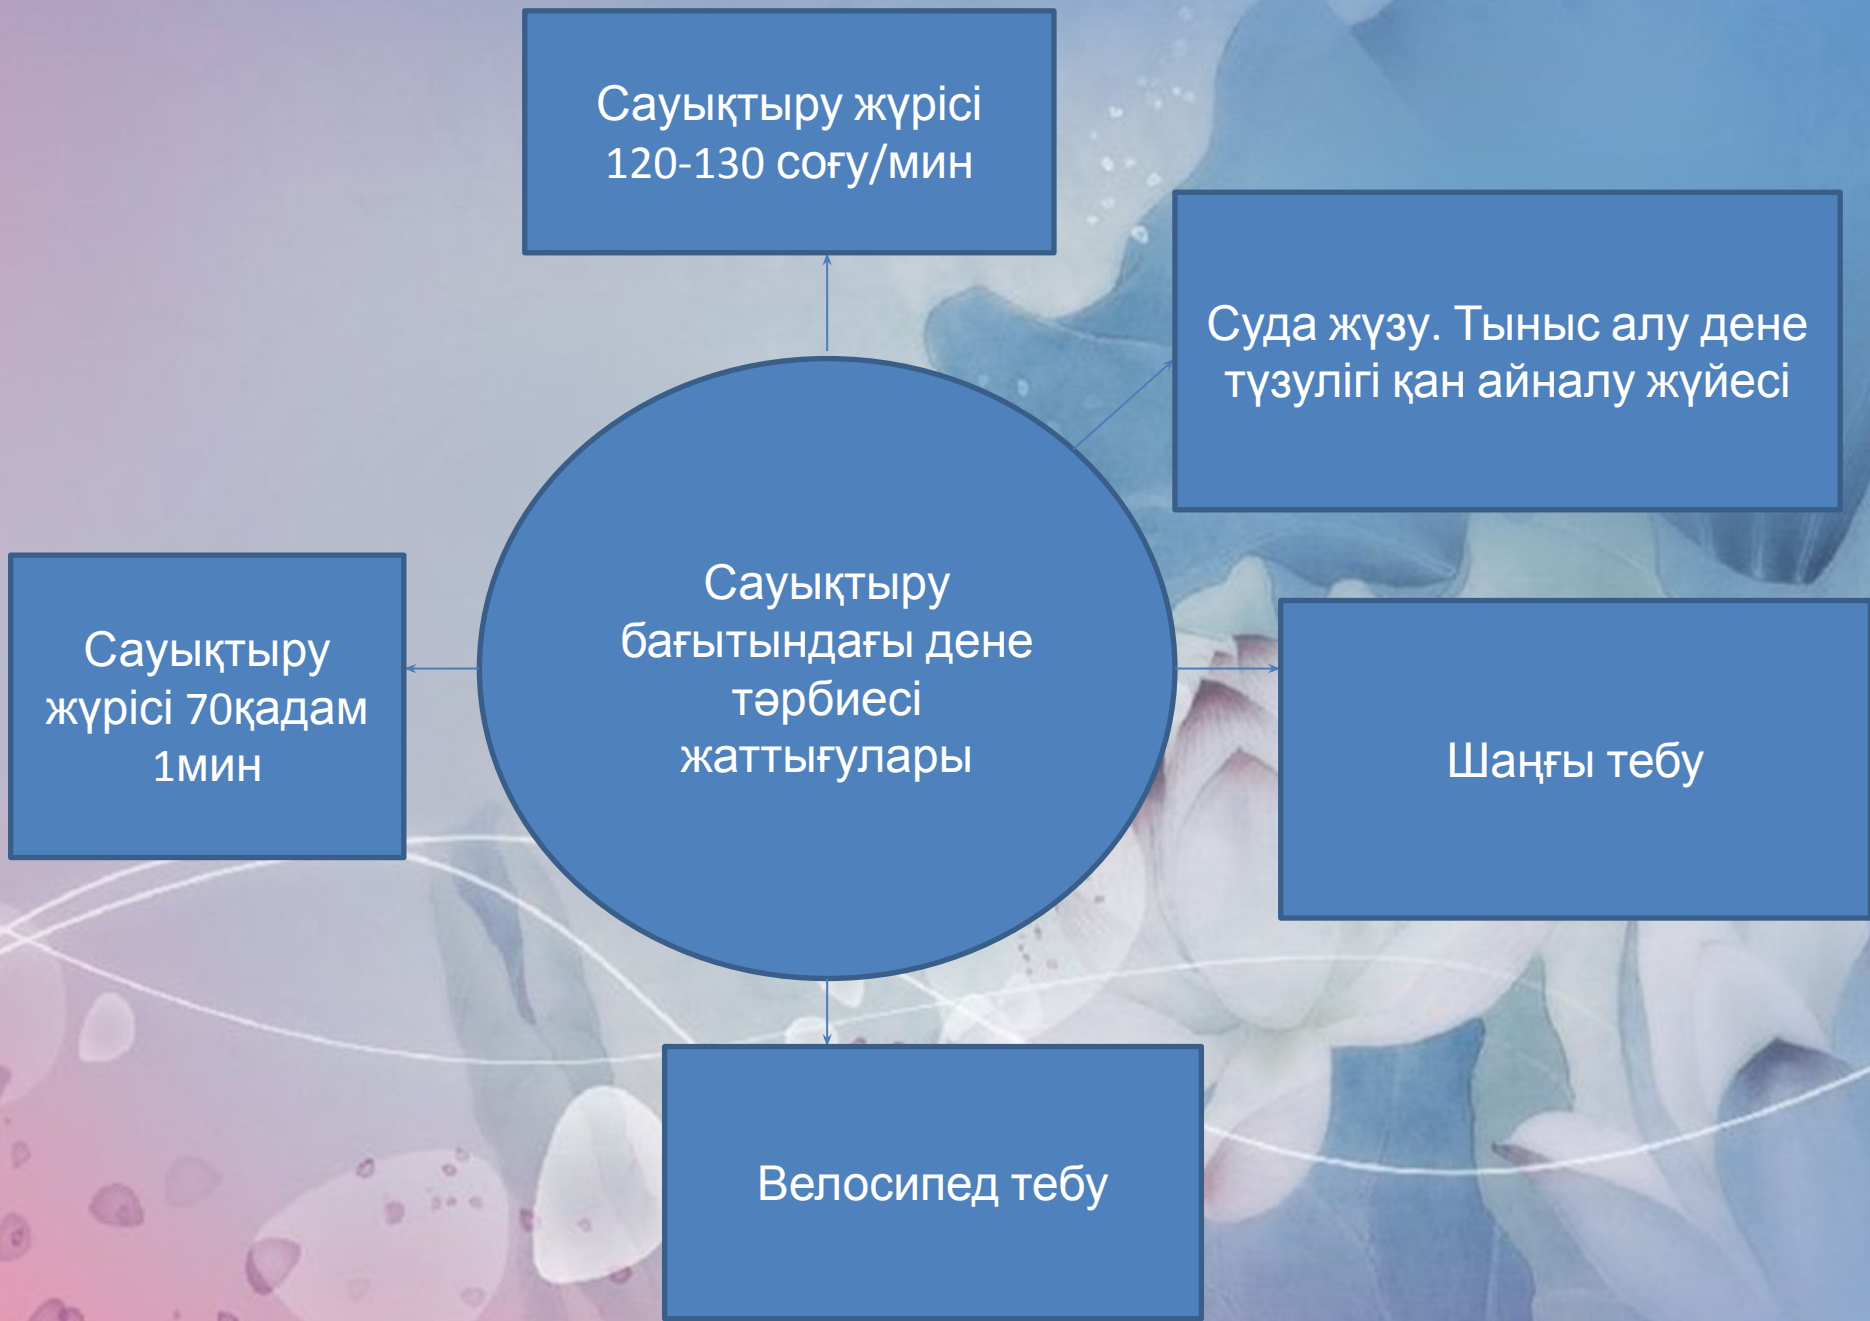 Сауықтыру жүрісі
120-130 соғу/мин
Суда жүзу. Тыныс алу дене
түзулігі қан айналу жүйесі
Сауықтыру
бағытындағы дене
тәрбиесі
жаттығулары
Сауықтыру
жүрісі 70қадам
1мин
Шаңғы тебу
Велосипед тебу